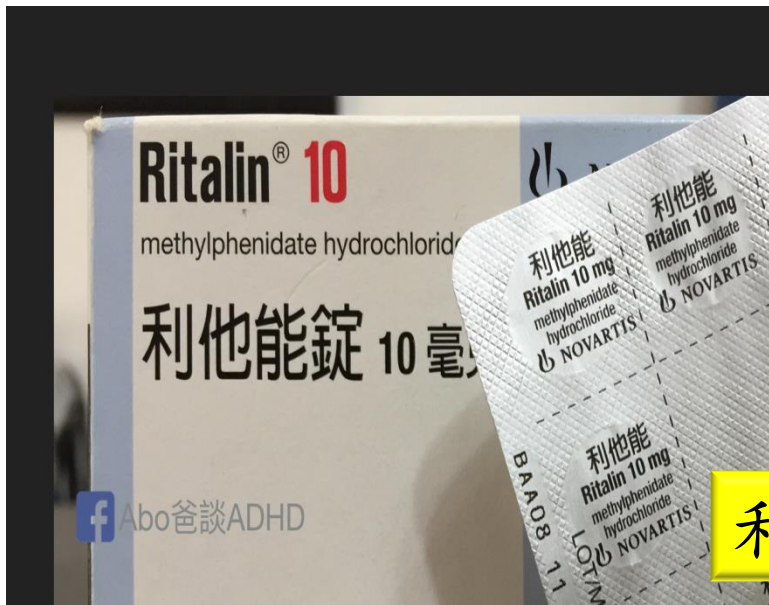 Ritalin® 10
methylphenidate hydrochloride
利他能錠 10 毫
利他能
Ritalin 10 mg
methylphenidate
hydrochloride
NOVARTIS
利他能
Ritalin 10 mg
methylphenidate
hydrochloride
NOVARTIS
利他能
Ritalin 10 mg
methylphenidate
hydrochloride
NOVARTIS
BAA08 11
LOT/M
Abo爸談ADHD